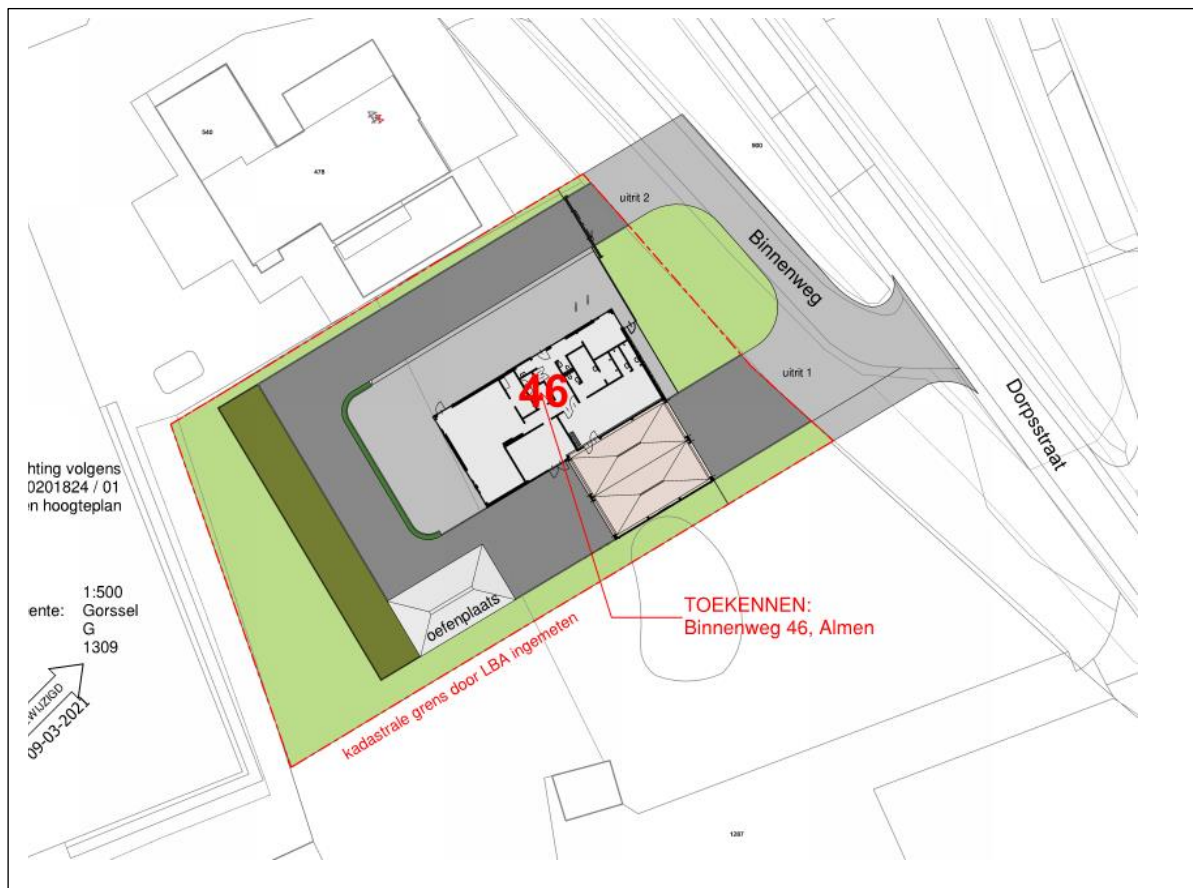 540
478
900
uitrit 2
Binnenweg
uitrit 1
Dorpsstraat
46
hting volgens
0201824 / 01
n hoogteplan
1:500
ente: Gorssel
G
1309
WIJZIGD
09-03-2021
oefenplaats
TOEKENNEN:
Binnenweg 46, Almen
kadastrale grens door LBA ingemeten
1287